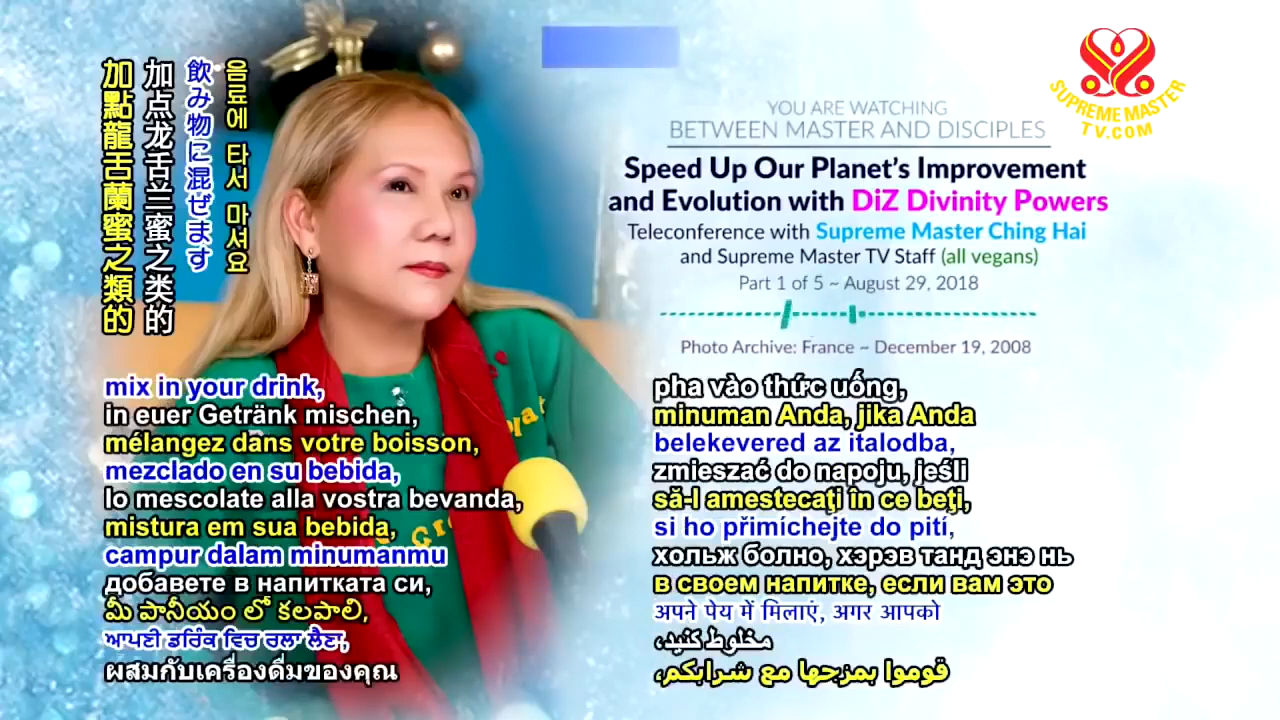 加點龍舌蘭蜜之類的
加点龙舌兰蜜之类的
飲み物に混ぜます
음료에 타서 마셔요
SUPREME MASTER
TV.COM
YOU ARE WATCHING
BETWEEN MASTER AND DISCIPLES
Speed Up Our Planet's Improvement
and Evolution with DiZ Divinity Powers
Teleconference with Supreme Master Ching Hai
and Supreme Master TV Staff (all vegans)
Part 1 of 5 ~ August 29, 2018
Photo Archive: France ~ December 19, 2008
mix in your drink,
in euer Getränk mischen,
mélangez dans votre boisson,
mezclado en su bebida,
lo mescolate alla vostra bevanda,
mistura em sua bebida,
campur dalam minumanmu
добавете в напитката си,
మీ పానీయం లో కలపాలి,
ਆਪਣੀ ਡਰਿੰਕ ਵਿਚ ਰਲਾ ਲੈਣਾ,
ผสมกับเครื่องดื่มของคุณ
pha vào thức uống,
minuman Anda, jika Anda
belekevered az italodba,
zmieszać do napoju, jeśli
să-l amestecaţi în ce beţi,
si ho přimíchejte do pití,
хольж болно, хэрэв танд энэ нь
в своем напитке, если вам это
अपने पेय में मिलाएं, अगर आपको
مخلوط کنید،
قوموا بمزجها مع شرابكم،